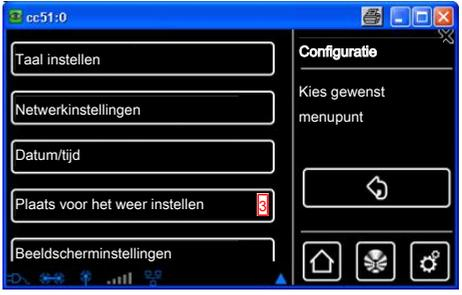 cc51:0
Taal instellen
Netwerkinstellingen
Datum/tijd
Plaats voor het weer instellen 3
Beeldscherminstellingen
Configuratie
Kies gewenst
menupunt